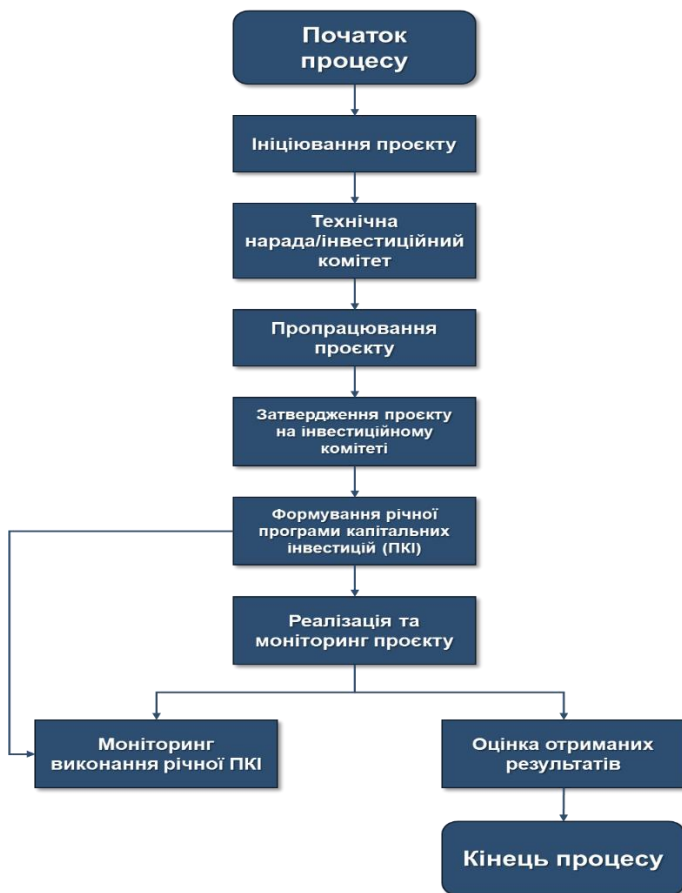 Початок
процесу
Ініціювання проєкту
Технічна
нарада/інвестиційний
комітет
Пропрацювання
проєкту
Затвердження проєкту
на інвестиційному
комітеті
Формування річної
програми капітальних
інвестицій (ПКІ)
Реалізація та
моніторинг проєкту
Моніторинг
виконання річної ПКІ
Оцінка отриманих
результатів
Кінець процесу